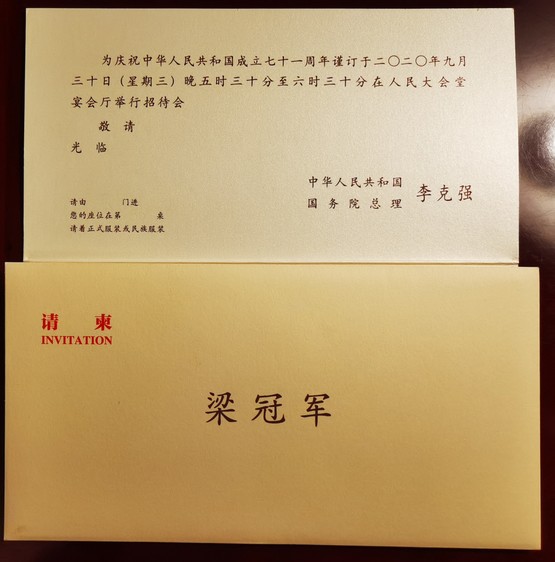 为庆祝中华人民共和国成立七十一周年谨订于二〇二〇年九月
三十日（星期三）晚五时三十分至六时三十分在人民大会堂
宴会厅举行招待会
敬请
光临
中华人民共和国
国务院总理 李克强
请由 门进
您的座位在第 桌
请着正式服装或民族服装
请柬
INVITATION
梁冠军